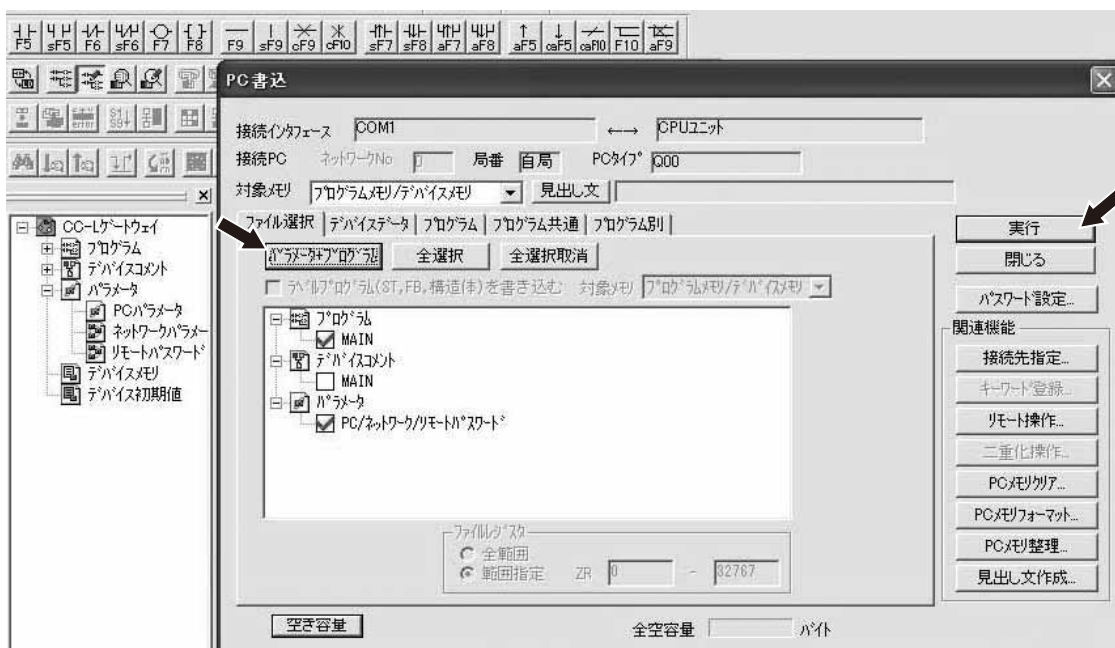 F5 sF5 F6 sF6 F7 F8 F9 sF9 cF9 cF10 sF7 sF8 aF7 aF8 aF5 caF5 caF10 F10 aF9
PC書込
接続インタフェース COM1 ←→ CPUユニット
接続PC ネットワークNo 0 局番 自局 PCタイプ Q00
対象メモリ プログラムメモリ/デバイスメモリ 見出し文
ファイル選択 デバイスデータ プログラム プログラム共通 プログラム別
パラメータ+プログラム 全選択 全選択取消
ラベルプログラム(ST,FB,構造体)を書き込む 対象メモリ プログラムメモリ/デバイスメモリ
プログラム
MAIN
デバイスコメント
MAIN
パラメータ
PC/ネットワーク/リモートパスワード
ファイルレジスタ
全範囲
範囲指定 ZR 0 - 32767
空き容量 全空容量 バイト
実行
閉じる
パスワード設定...
関連機能
接続先指定...
キーワード登録...
リモート操作...
二重化操作...
PCメモリクリア...
PCメモリフォーマット...
PCメモリ整理...
見出し文作成...
error
CC-Lゲートウェイ
プログラム
デバイスコメント
パラメータ
PCパラメータ
ネットワークパラメー
リモートパスワード
デバイスメモリ
デバイス初期値